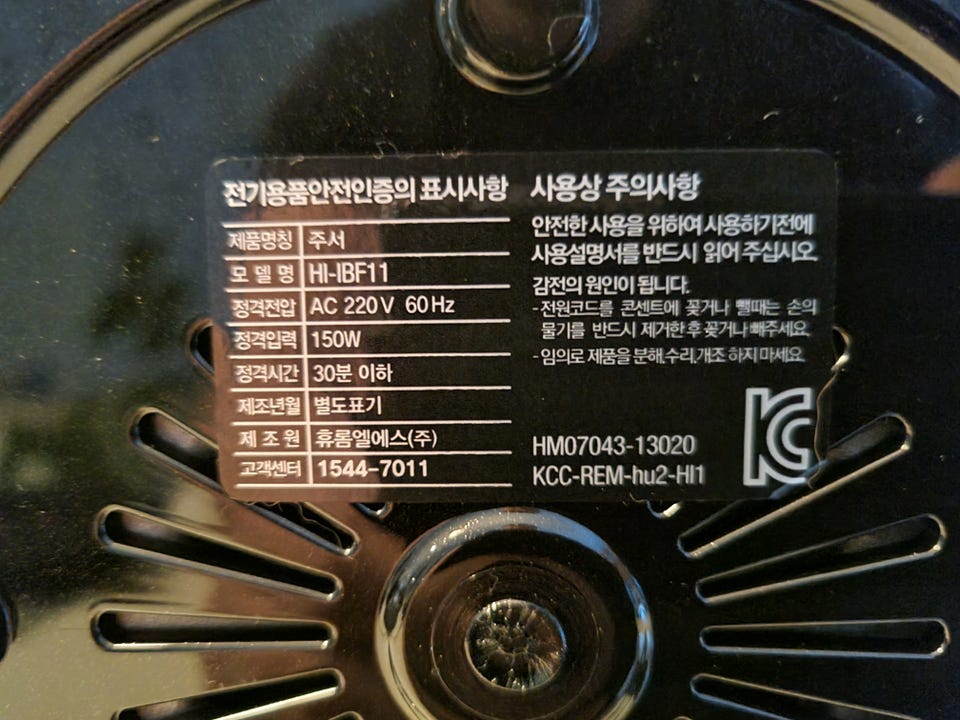 전기용품안전인증의 표시사항
제품명칭 주서
모 델 명 HI-IBF11
정격전압 AC 220V 60Hz
정격입력 150W
정격시간 30분 이하
제조년월 별도표기
제 조 원 휴롬엘에스(주)
고객센터 1544-7011
사용상 주의사항
안전한 사용을 위하여 사용하기전에
사용설명서를 반드시 읽어 주십시오.
감전의 원인이 됩니다.
-전원코드를 콘센트에 꽂거나 뺄때는 손의
물기를 반드시 제거한 후 꽂거나 빼주세요.
-임의로 제품을 분해,수리,개조 하지 마세요.
HM07043-13020
KCC-REM-hu2-HI1
KC